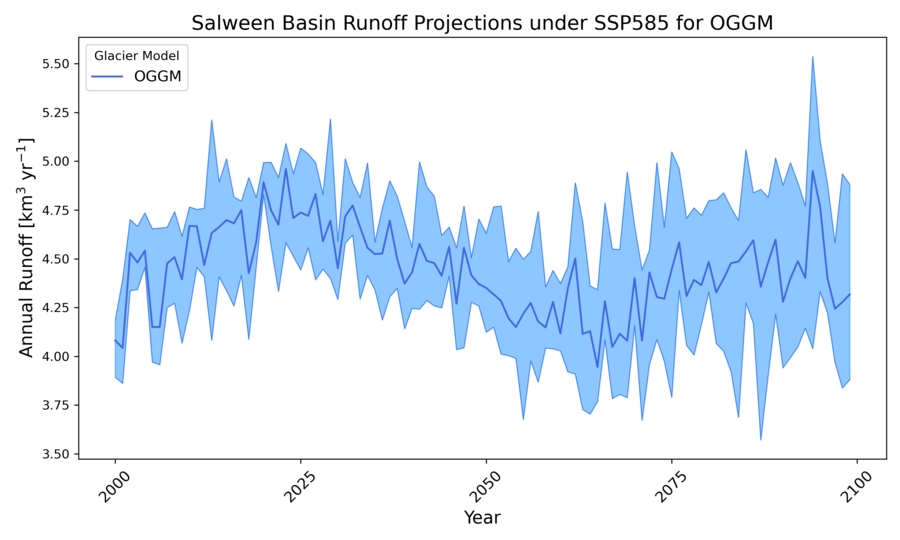 Salween Basin Runoff Projections under SSP585 for OGGM
Glacier Model
OGGM
Annual Runoff [km³ yr⁻¹]
5.50
5.25
5.00
4.75
4.50
4.25
4.00
3.75
3.50
2000
2025
2050
2075
2100
Year